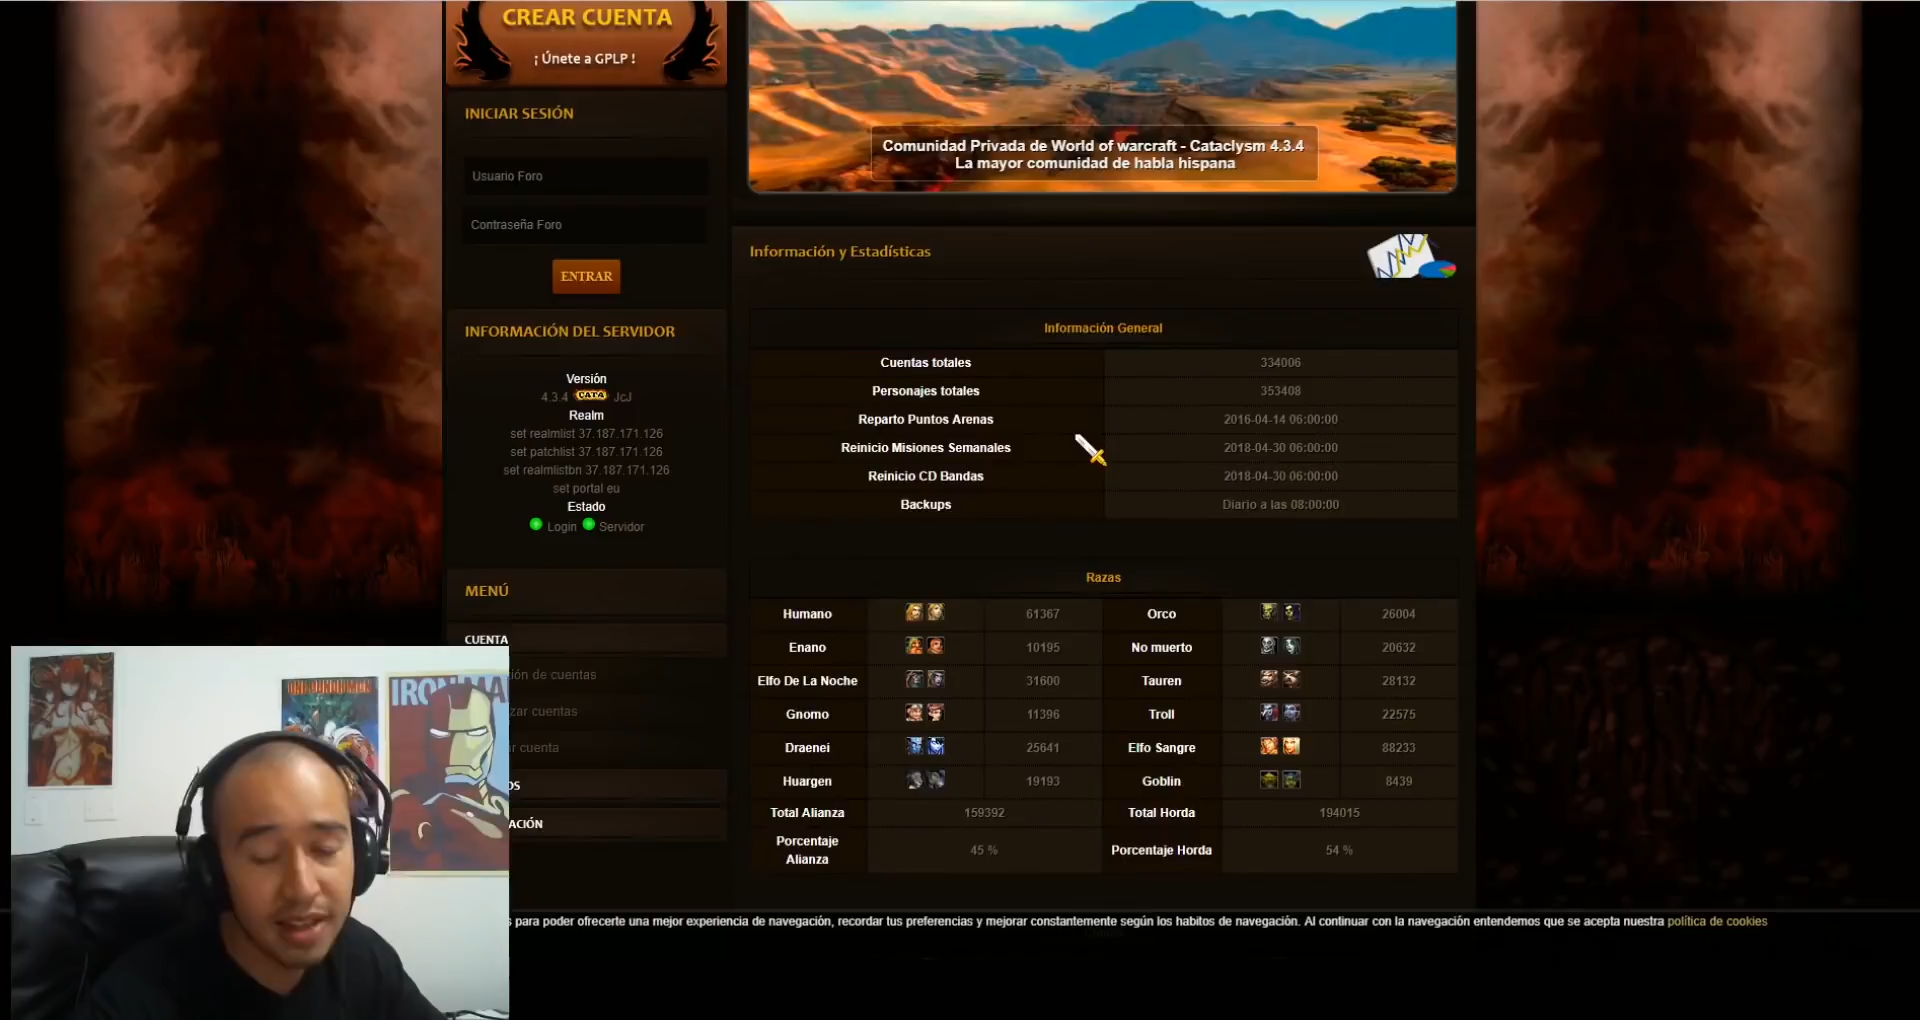 CREAR CUENTA
¡Únete a GPLP !
INICIAR SESIÓN
Usuario Foro
Contraseña Foro
ENTRAR
INFORMACIÓN DEL SERVIDOR
Versión
4.3.4 CATA JcJ
Realm
set realmlist 37.187.171.126
set patchlist 37.187.171.126
set realmlistbn 37.187.171.126
set portal eu
Estado
Login Servidor
MENÚ
CUENTA
ión de cuentas
zar cuentas
r cuenta
OS
ACIÓN
Comunidad Privada de World of warcraft - Cataclysm 4.3.4
La mayor comunidad de habla hispana
Información y Estadísticas
Información General
Cuentas totales 334006
Personajes totales 353408
Reparto Puntos Arenas 2016-04-14 06:00:00
Reinicio Misiones Semanales 2018-04-30 06:00:00
Reinicio CD Bandas 2018-04-30 06:00:00
Backups Diario a las 08:00:00
Razas
Humano 61367 Orco 26004
Enano 10195 No muerto 20632
Elfo De La Noche 31600 Tauren 28132
Gnomo 11396 Troll 22575
Draenei 25641 Elfo Sangre 88233
Huargen 19193 Goblin 8439
Total Alianza 159392 Total Horda 194015
Porcentaje Alianza 45 % Porcentaje Horda 54 %
s para poder ofrecerte una mejor experiencia de navegación, recordar tus preferencias y mejorar constantemente según los habitos de navegación. Al continuar con la navegación entendemos que se acepta nuestra política de cookies
IRON MA